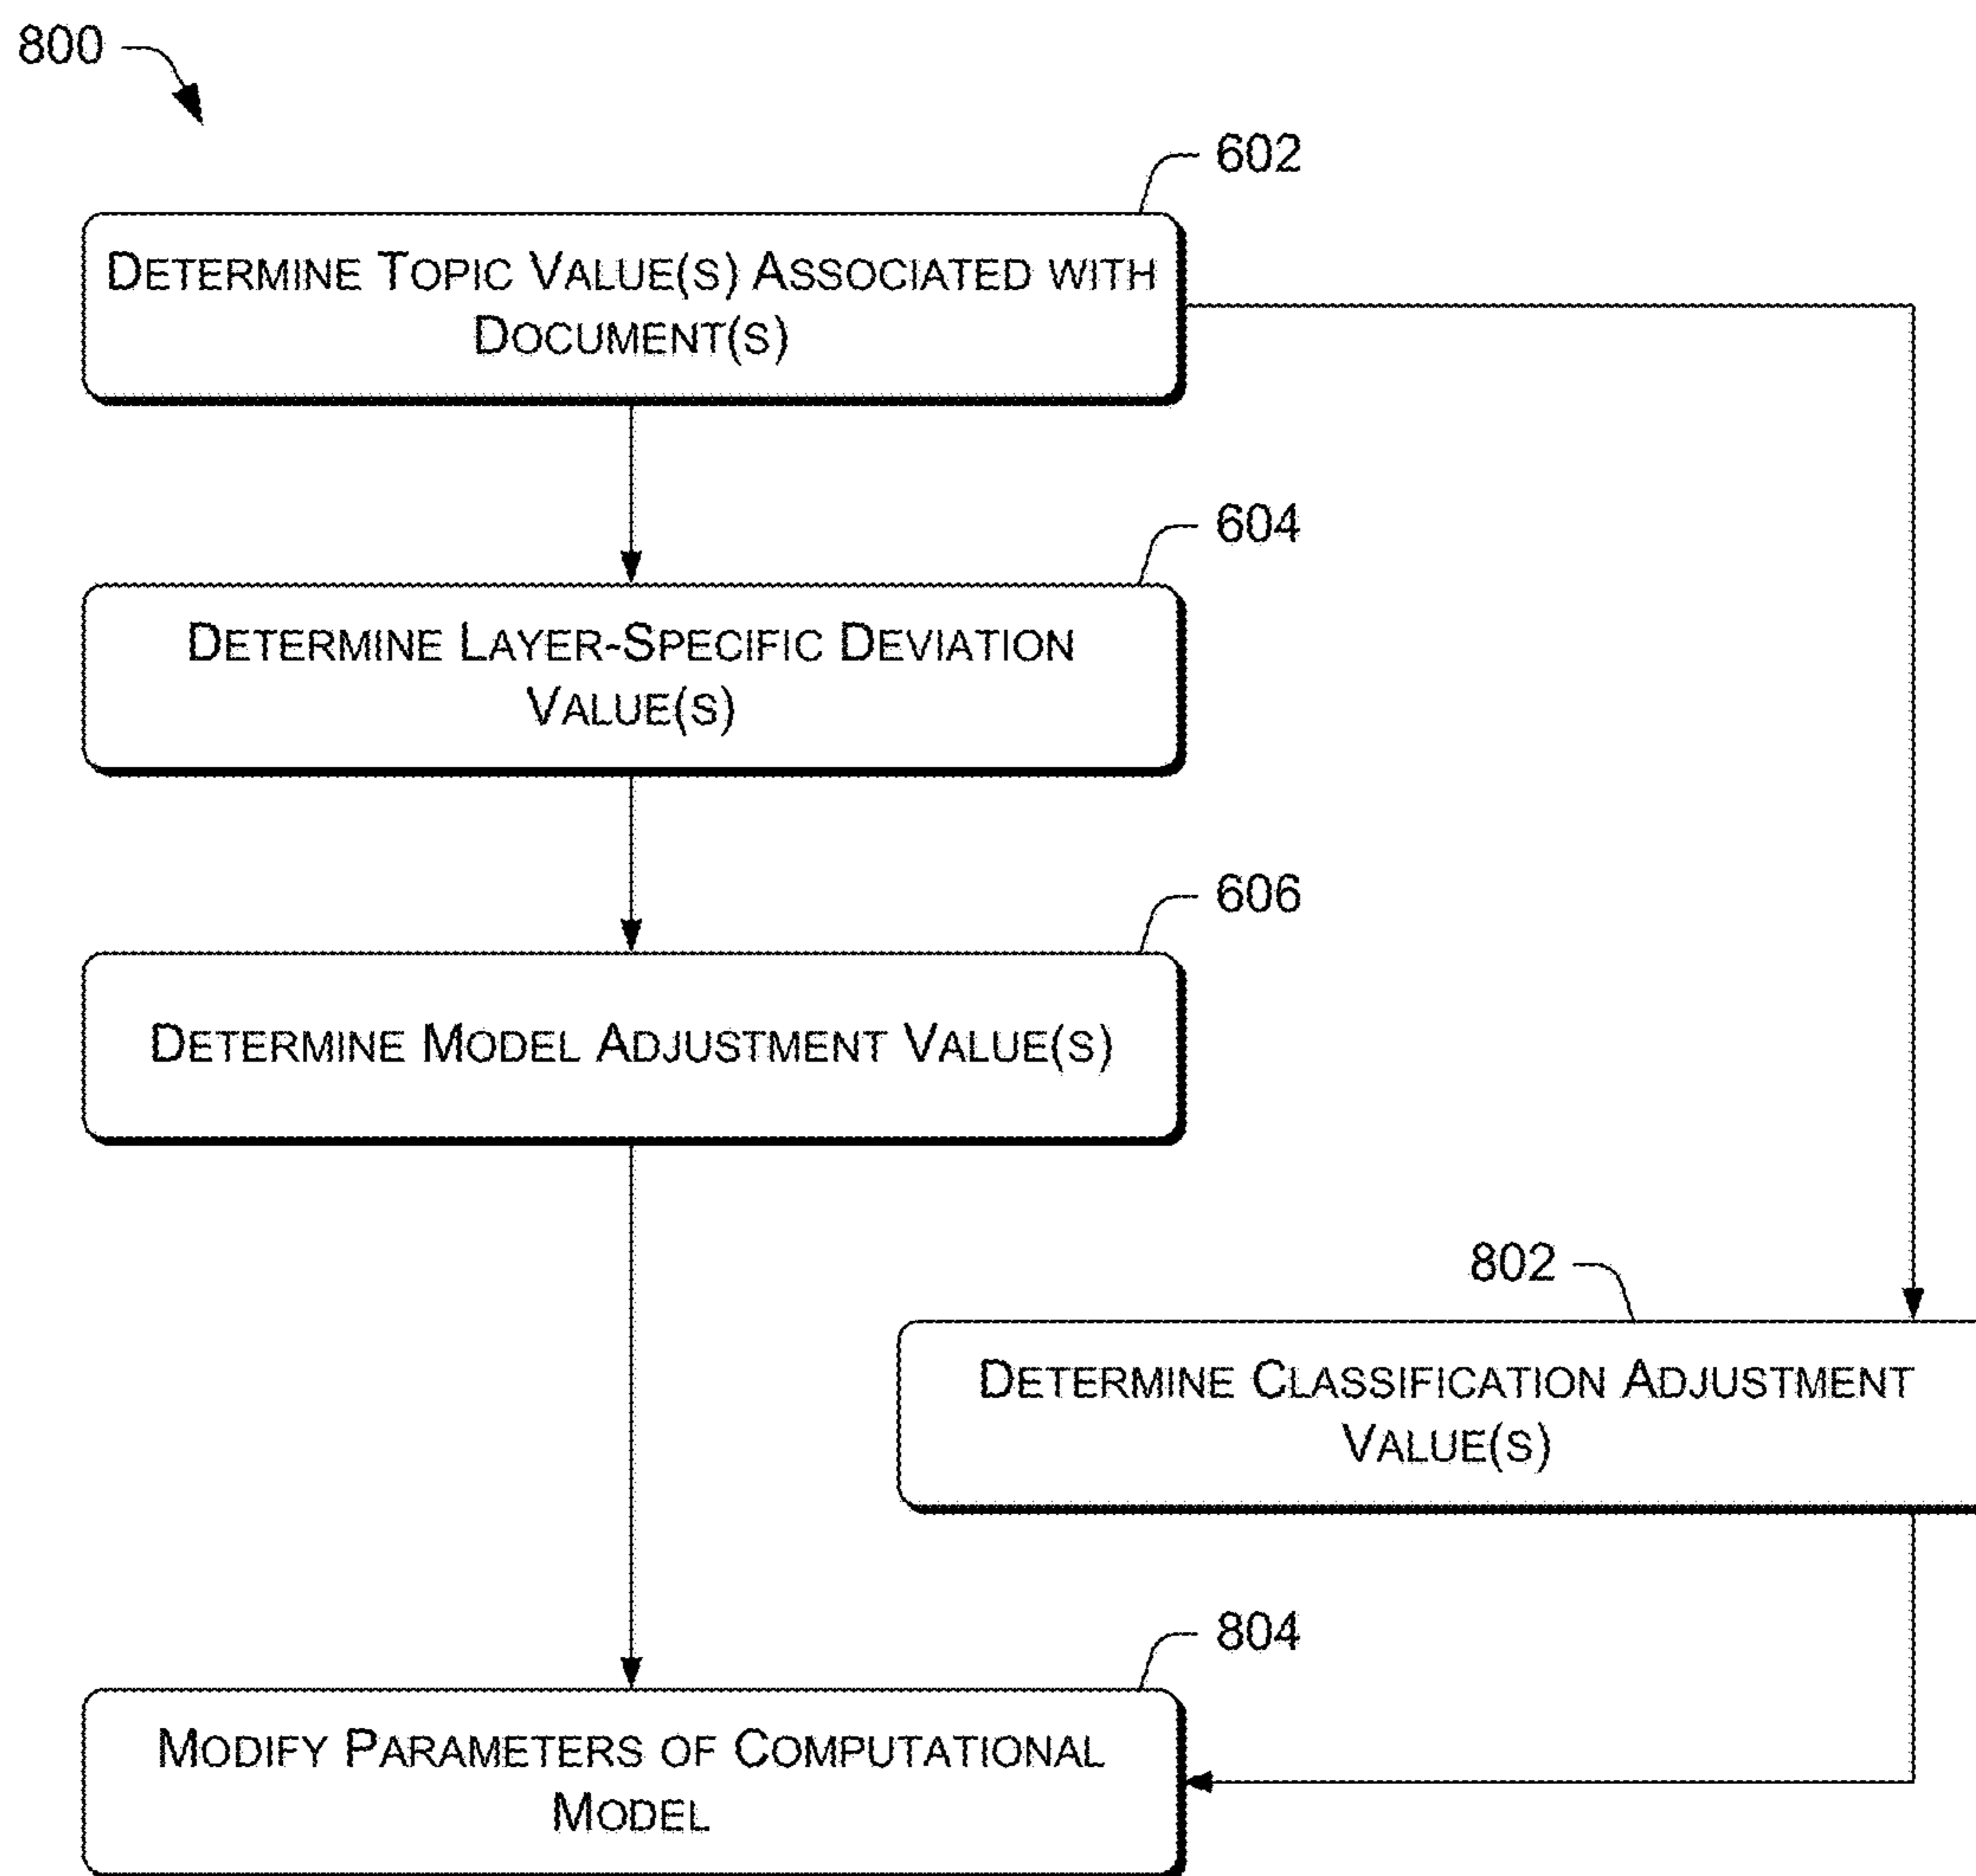 800
602
DETERMINE TOPIC VALUE(S) ASSOCIATED WITH
DOCUMENT(S)
604
DETERMINE LAYER-SPECIFIC DEVIATION
VALUE(S)
606
DETERMINE MODEL ADJUSTMENT VALUE(S)
802
DETERMINE CLASSIFICATION ADJUSTMENT
VALUE(S)
804
MODIFY PARAMETERS OF COMPUTATIONAL
MODEL